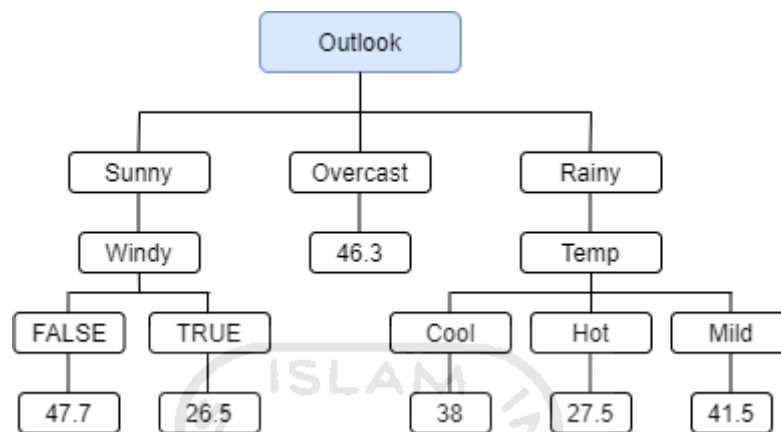 Outlook
Sunny Overcast Rainy
Windy 46.3 Temp
FALSE TRUE Cool Hot Mild
ISLAM
47.7 26.5 38 27.5 41.5